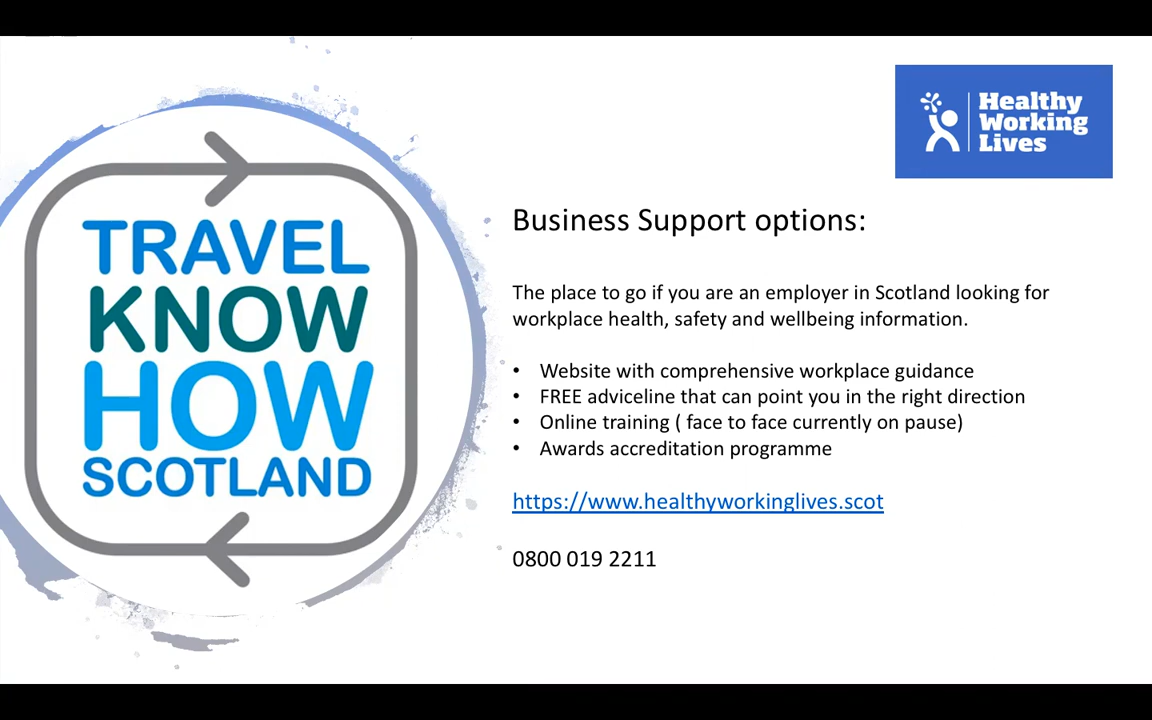 TRAVEL
KNOW
HOW
SCOTLAND
Healthy
Working
Lives
Business Support options:
The place to go if you are an employer in Scotland looking for
workplace health, safety and wellbeing information.
• Website with comprehensive workplace guidance
• FREE adviceline that can point you in the right direction
• Online training ( face to face currently on pause)
• Awards accreditation programme
https://www.healthyworkinglives.scot
0800 019 2211